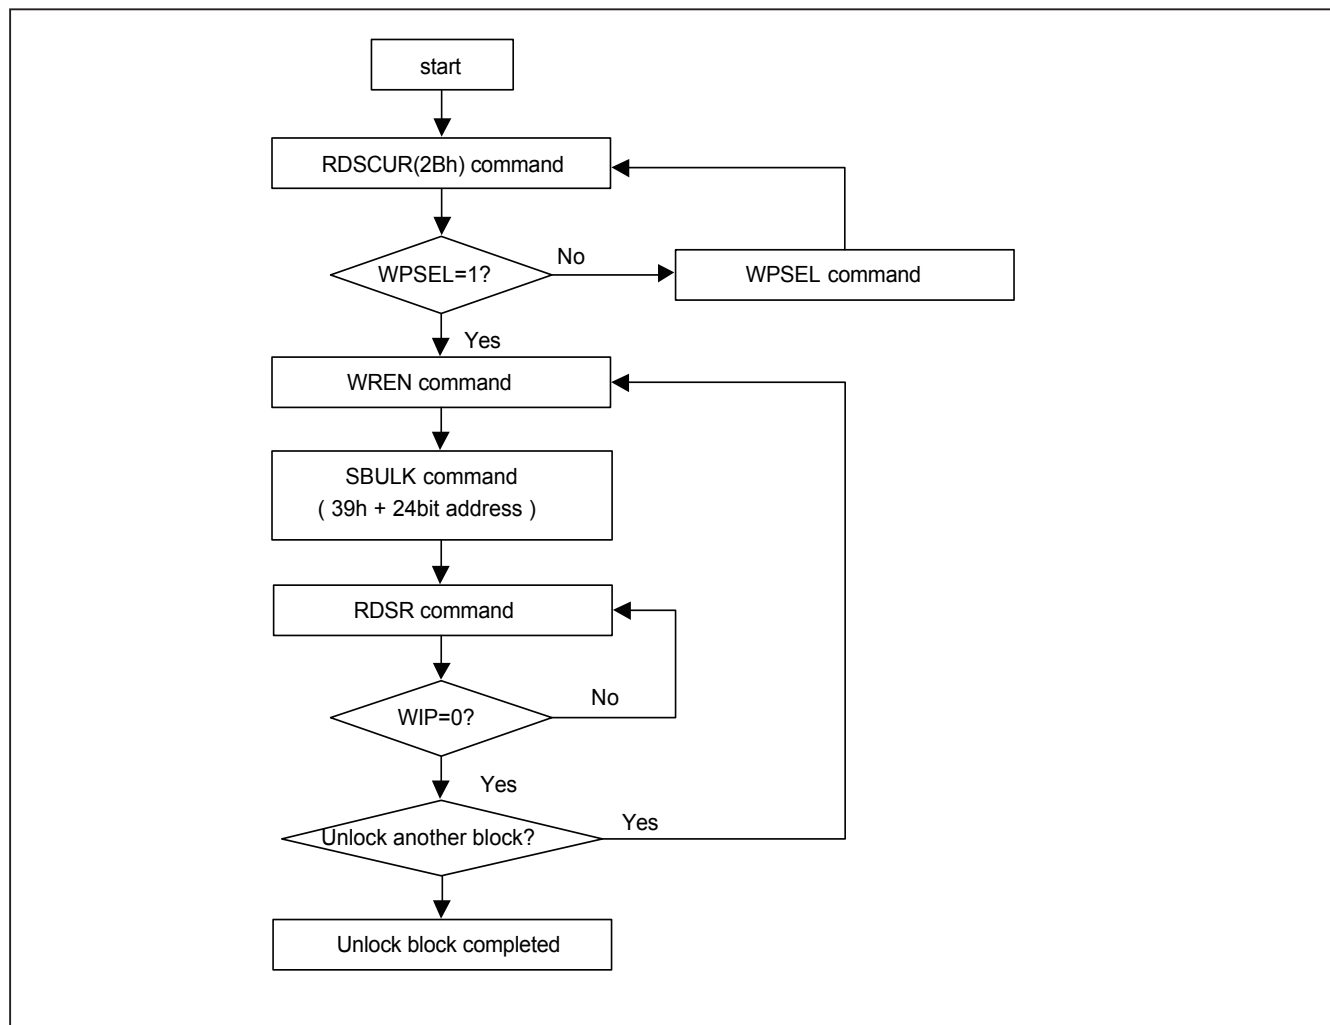 start
RDSCUR(2Bh) command
WPSEL=1?
No
WPSEL command
Yes
WREN command
SBULK command
( 39h + 24bit address )
RDSR command
WIP=0?
No
Yes
Unlock another block?
Yes
Unlock block completed